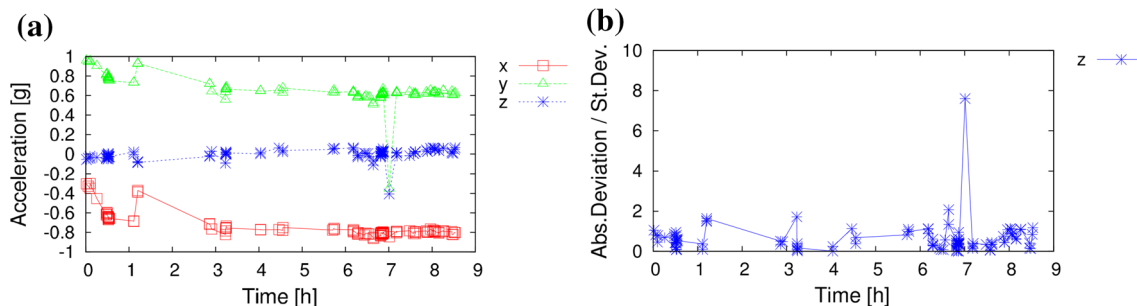 (a)
Acceleration [g]
1
0.8
0.6
0.4
0.2
0
-0.2
-0.4
-0.6
-0.8
-1
0 1 2 3 4 5 6 7 8 9
Time [h]
x
y
z
(b)
Abs.Deviation / St.Dev.
10
8
6
4
2
0
0 1 2 3 4 5 6 7 8 9
Time [h]
z